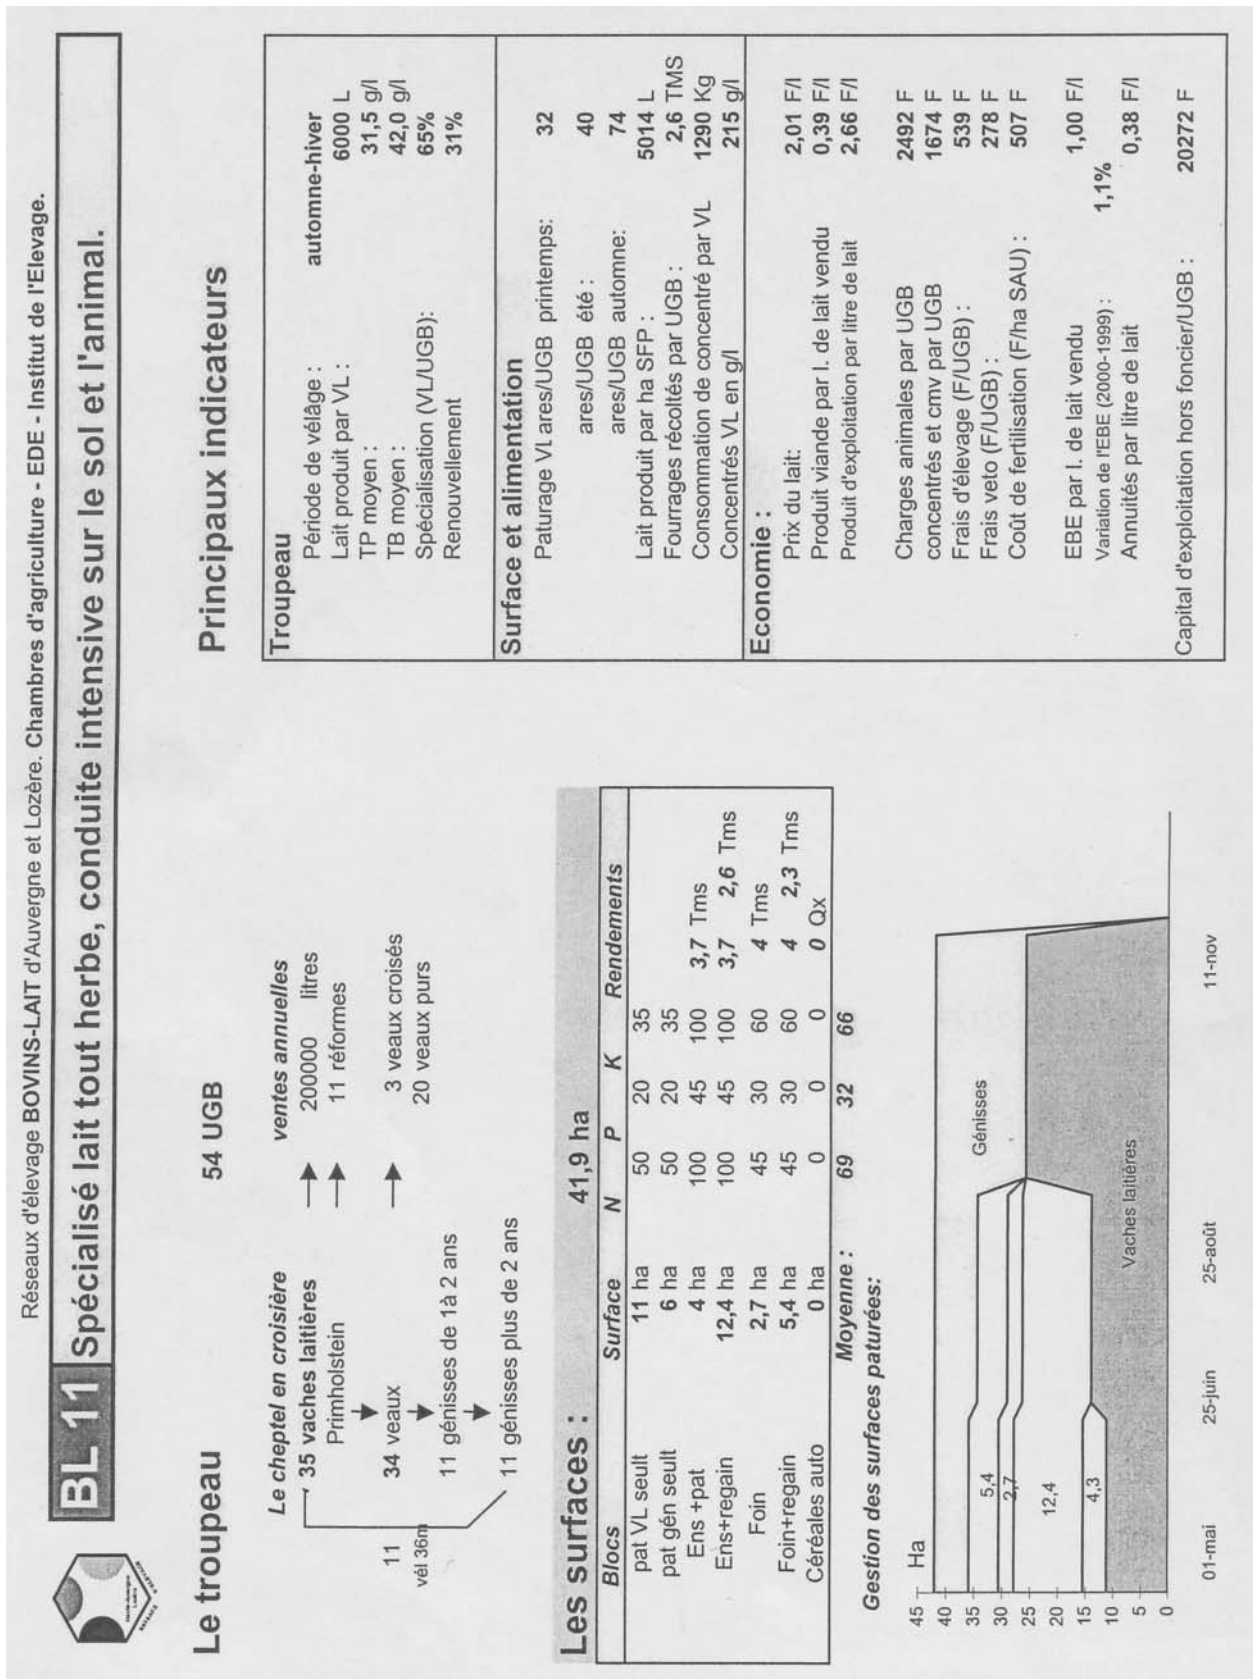 Réseaux d'élevage BOVINS-LAIT d'Auvergne et Lozère. Chambres d'agriculture - EDE - Institut de l'Elevage.
BL 11 Spécialisé lait tout herbe, conduite intensive sur le sol et l'animal.
Le troupeau 54 UGB
Le cheptel en croisière ventes annuelles
35 vaches laitières 200000 litres
Primholstein 11 réformes
11
vél 36m
34 veaux 3 veaux croisés
20 veaux purs
11 génisses de 1à 2 ans
11 génisses plus de 2 ans
Les surfaces : 41,9 ha
Blocs Surface N P K Rendements
pat VL seult 11 ha 50 20 35
pat gén seult 6 ha 50 20 35
Ens +pat 4 ha 100 45 100 3,7 Tms
Ens+regain 12,4 ha 100 45 100 3,7 2,6 Tms
Foin 2,7 ha 45 30 60 4 Tms
Foin+regain 5,4 ha 45 30 60 4 2,3 Tms
Céréales auto 0 ha 0 0 0 0 Qx
Moyenne : 69 32 66
Gestion des surfaces paturées:
Ha
45
40
35
30
25
20
15
10
5
0
5,4
2,7
12,4
4,3
Génisses
Vaches laitières
01-mai 25-juin 25-août 11-nov
Principaux indicateurs
Troupeau
Période de vélâge : automne-hiver
Lait produit par VL : 6000 L
TP moyen : 31,5 g/l
TB moyen : 42,0 g/l
Spécialisation (VL/UGB): 65%
Renouvellement 31%
Surface et alimentation
Paturage VL ares/UGB printemps: 32
ares/UGB été : 40
ares/UGB automne: 74
Lait produit par ha SFP : 5014 L
Fourrages récoltés par UGB : 2,6 TMS
Consommation de concentré par VL 1290 Kg
Concentrés VL en g/l 215 g/l
Economie :
Prix du lait: 2,01 F/l
Produit viande par l. de lait vendu 0,39 F/l
Produit d'exploitation par litre de lait 2,66 F/l
Charges animales par UGB 2492 F
concentrés et cmv par UGB 1674 F
Frais d'élevage (F/UGB) : 539 F
Frais veto (F/UGB) : 278 F
Coût de fertilisation (F/ha SAU) : 507 F
EBE par l. de lait vendu 1,00 F/l
Variation de l'EBE (2000-1999) : 1,1%
Annuités par litre de lait 0,38 F/l
Capital d'exploitation hors foncier/UGB : 20272 F